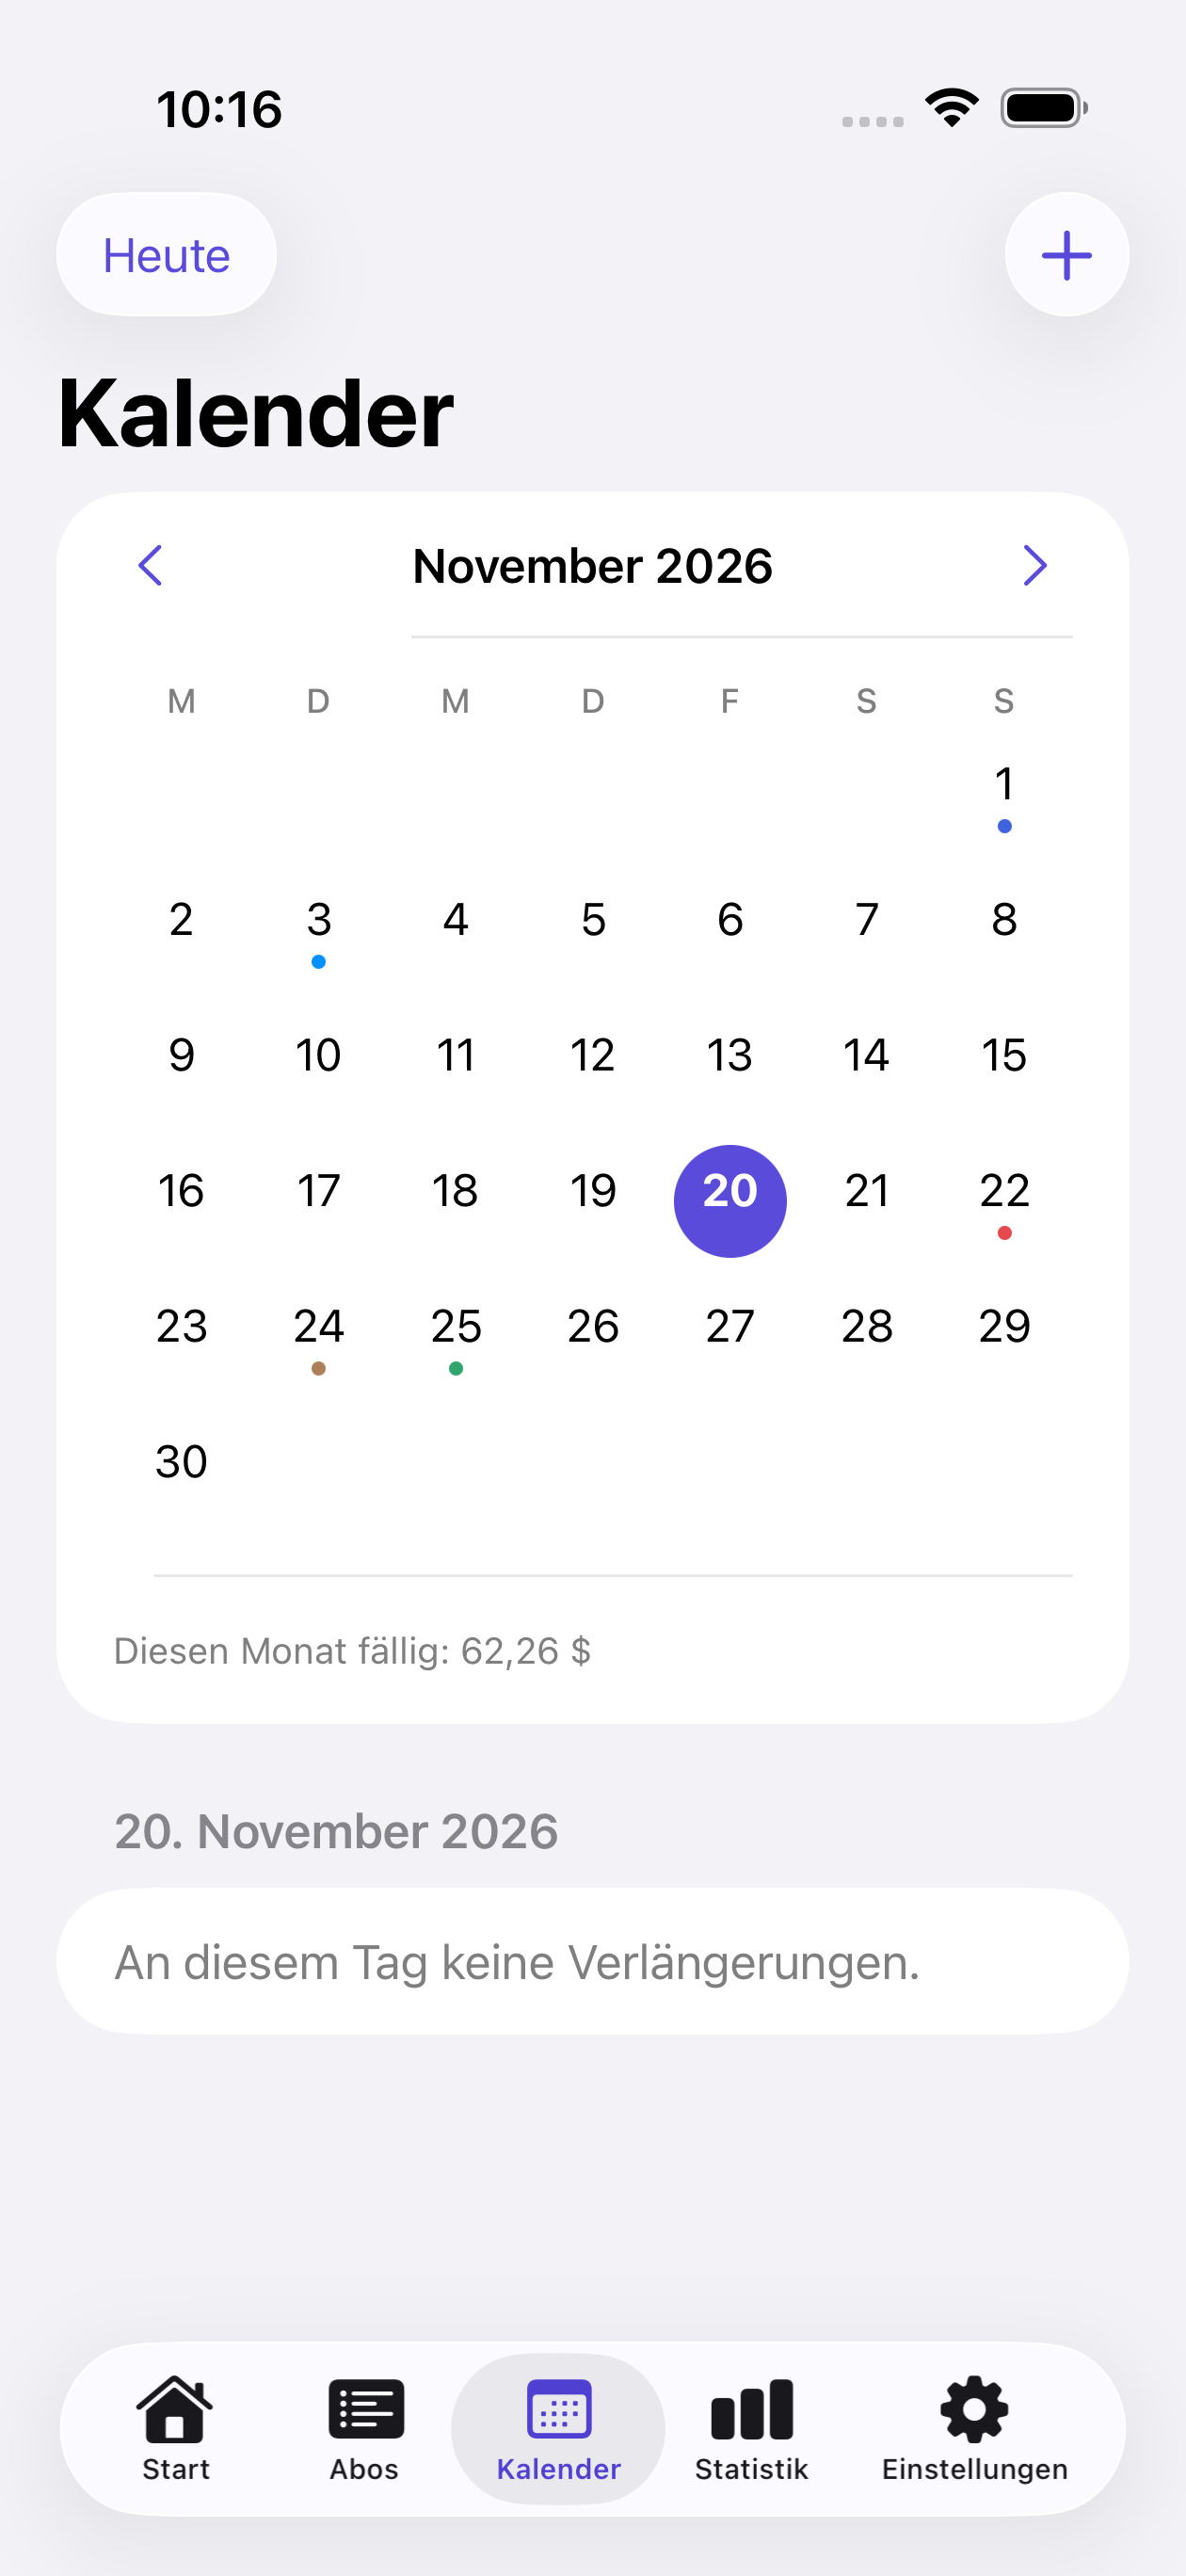 10:16
Heute
Kalender
November 2026
M D M D F S S
1
2 3 4 5 6 7 8
9 10 11 12 13 14 15
16 17 18 19 20 21 22
23 24 25 26 27 28 29
30
Diesen Monat fällig: 62,26 $
20. November 2026
An diesem Tag keine Verlängerungen.
Start Abos Kalender Statistik Einstellungen